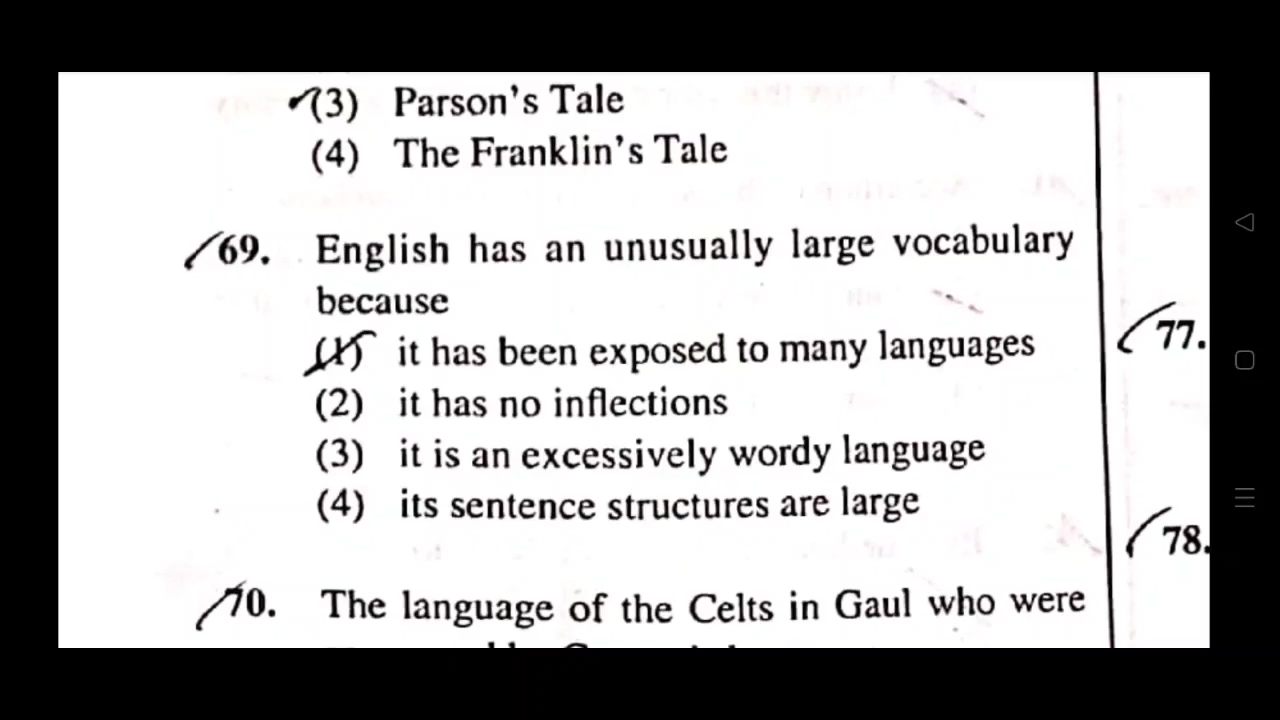 (3) Parson's Tale
(4) The Franklin's Tale
69. English has an unusually large vocabulary
because
(1) it has been exposed to many languages
(2) it has no inflections
(3) it is an excessively wordy language
(4) its sentence structures are large
70. The language of the Celts in Gaul who were
77.
78.